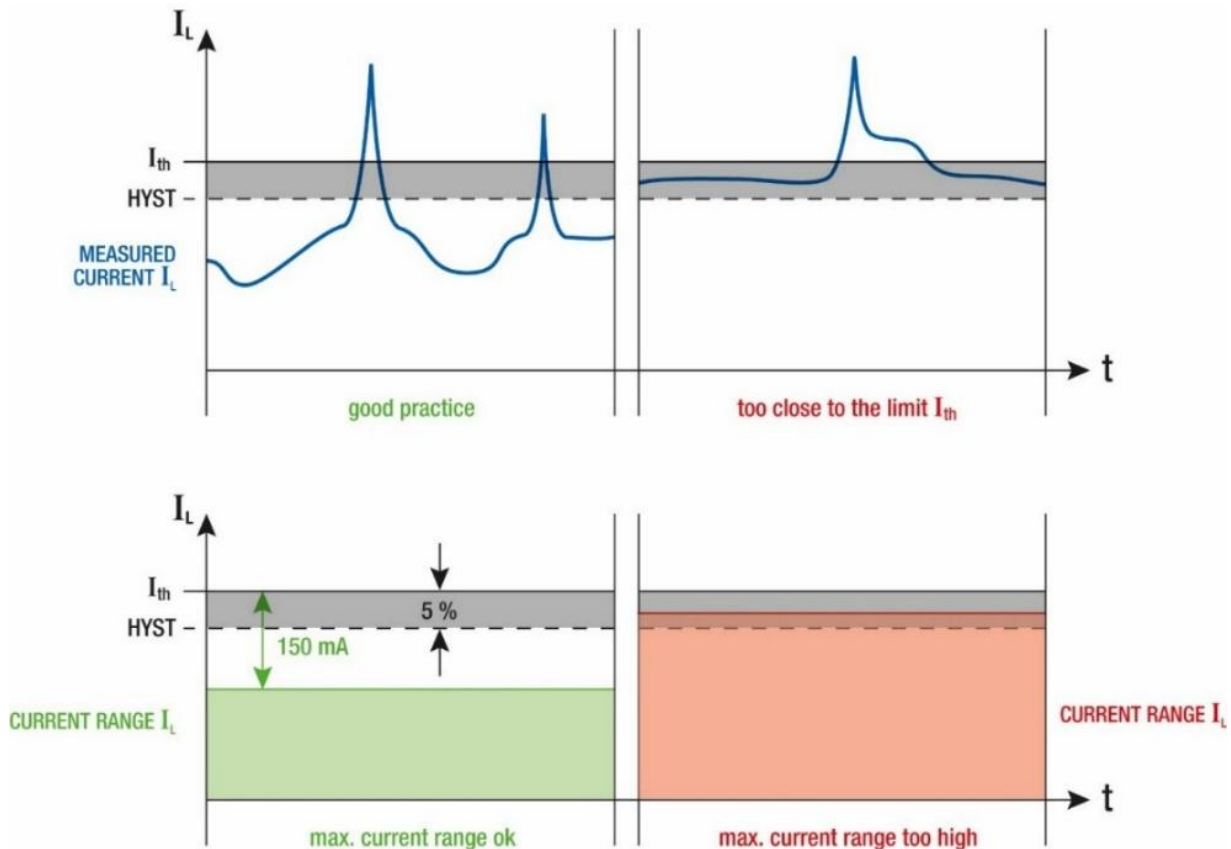 I_L
I_th
HYST
MEASURED
CURRENT I_L
t
good practice
too close to the limit I_th
I_L
I_th
5 %
HYST
150 mA
CURRENT RANGE I_L
CURRENT RANGE I_L
t
max. current range ok
max. current range too high